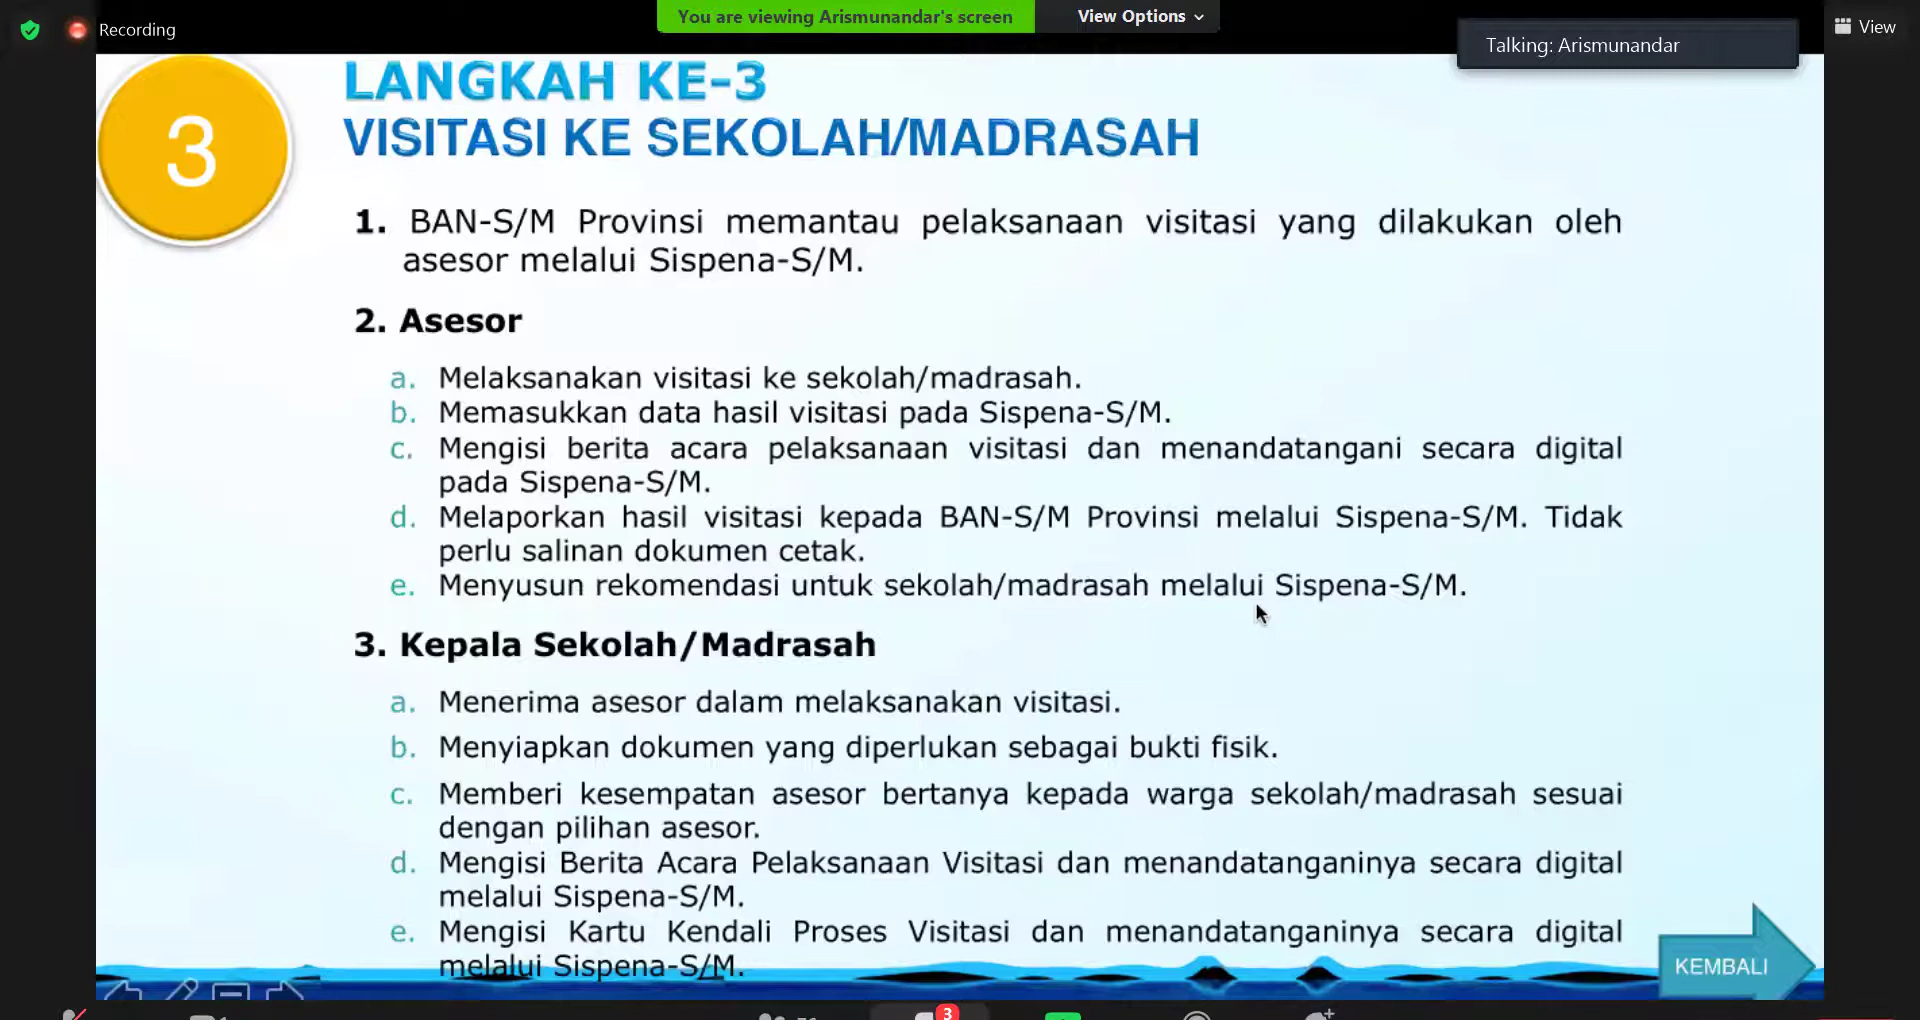 Recording
You are viewing Arismunandar's screen
View Options
Talking: Arismunandar
View
3
LANGKAH KE-3
VISITASI KE SEKOLAH/MADRASAH
1. BAN-S/M Provinsi memantau pelaksanaan visitasi yang dilakukan oleh
asesor melalui Sispena-S/M.
2. Asesor
a. Melaksanakan visitasi ke sekolah/madrasah.
b. Memasukkan data hasil visitasi pada Sispena-S/M.
c. Mengisi berita acara pelaksanaan visitasi dan menandatangani secara digital
pada Sispena-S/M.
d. Melaporkan hasil visitasi kepada BAN-S/M Provinsi melalui Sispena-S/M. Tidak
perlu salinan dokumen cetak.
e. Menyusun rekomendasi untuk sekolah/madrasah melalui Sispena-S/M.
3. Kepala Sekolah/Madrasah
a. Menerima asesor dalam melaksanakan visitasi.
b. Menyiapkan dokumen yang diperlukan sebagai bukti fisik.
c. Memberi kesempatan asesor bertanya kepada warga sekolah/madrasah sesuai
dengan pilihan asesor.
d. Mengisi Berita Acara Pelaksanaan Visitasi dan menandatanganinya secara digital
melalui Sispena-S/M.
e. Mengisi Kartu Kendali Proses Visitasi dan menandatanganinya secara digital
melalui Sispena-S/M.
KEMBALI
3